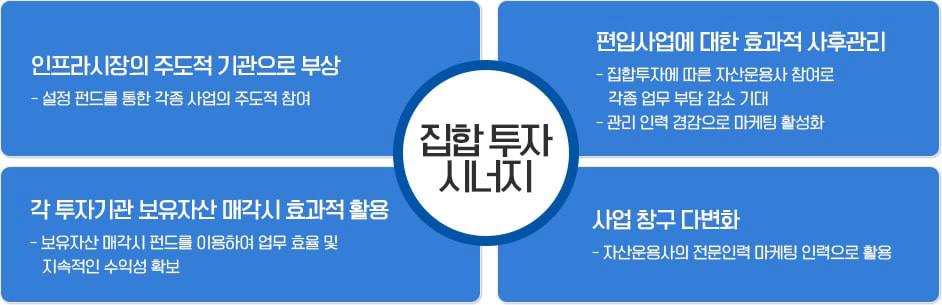 인프라시장의 주도적 기관으로 부상
- 설정 펀드를 통한 각종 사업의 주도적 참여
편입사업에 대한 효과적 사후관리
- 집합투자에 따른 자산운용사 참여로
각종 업무 부담 감소 기대
- 관리 인력 경감으로 마케팅 활성화
집합 투자
시너지
각 투자기관 보유자산 매각시 효과적 활용
- 보유자산 매각시 펀드를 이용하여 업무 효율 및
지속적인 수익성 확보
사업 창구 다변화
- 자산운용사의 전문인력 마케팅 인력으로 활용